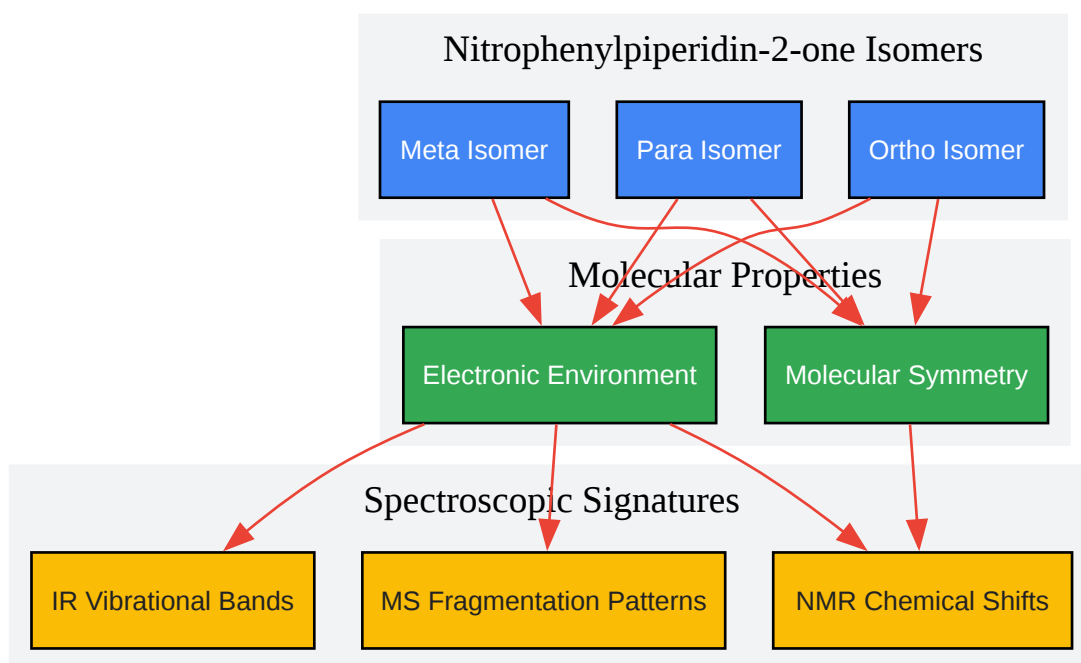 Nitrophenylpiperidin-2-one Isomers
Meta Isomer
Para Isomer
Ortho Isomer
Molecular Properties
Electronic Environment
Molecular Symmetry
Spectroscopic Signatures
IR Vibrational Bands
MS Fragmentation Patterns
NMR Chemical Shifts